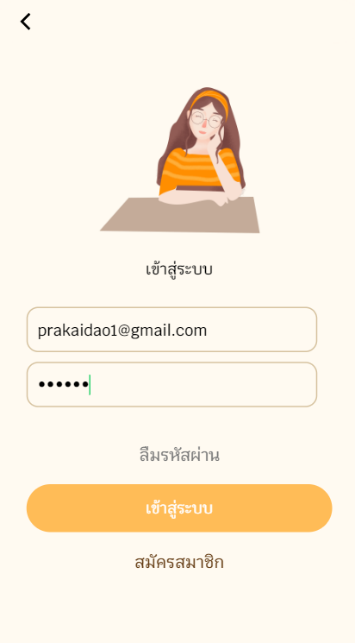 เข้าสู่ระบบ
prakaidao1@gmail.com
••••••
ลืมรหัสผ่าน
เข้าสู่ระบบ
สมัครสมาชิก